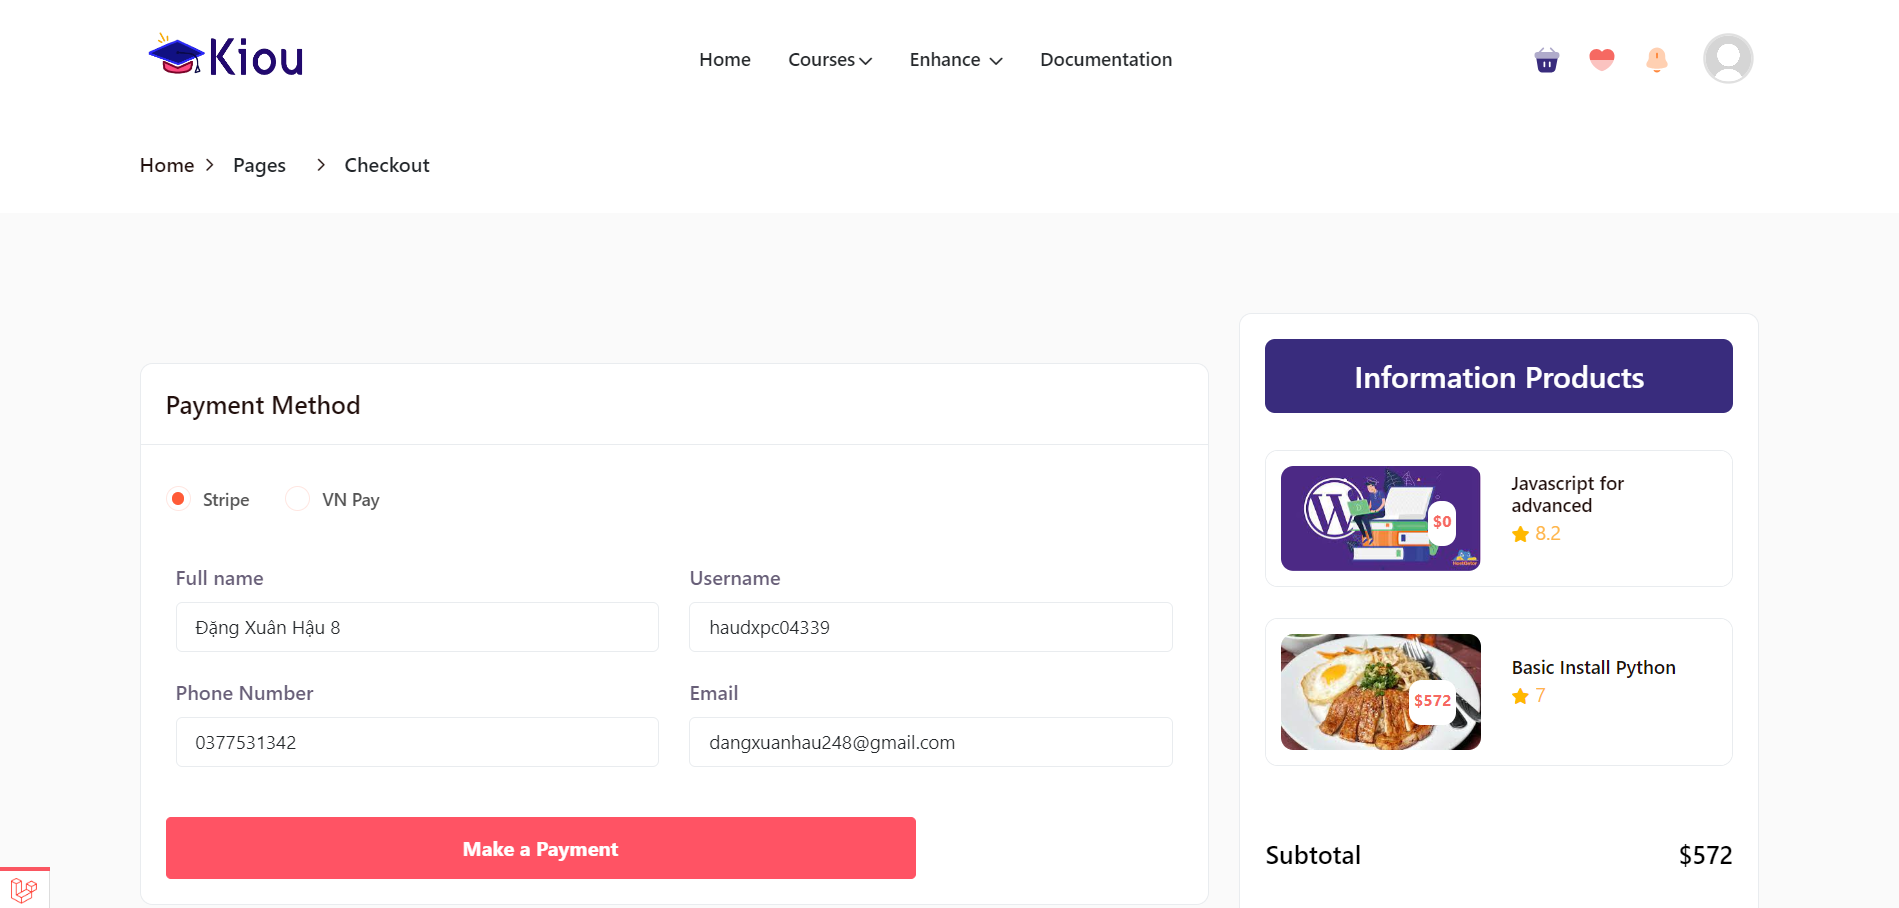 Kiou
Home Courses Enhance Documentation
Home > Pages > Checkout
Payment Method
Stripe VN Pay
Full name Username
Đặng Xuân Hậu 8 haudxpc04339
Phone Number Email
0377531342 dangxuanhau248@gmail.com
Make a Payment
Information Products
$0
Javascript for
advanced
8.2
$572
Basic Install Python
7
Subtotal $572